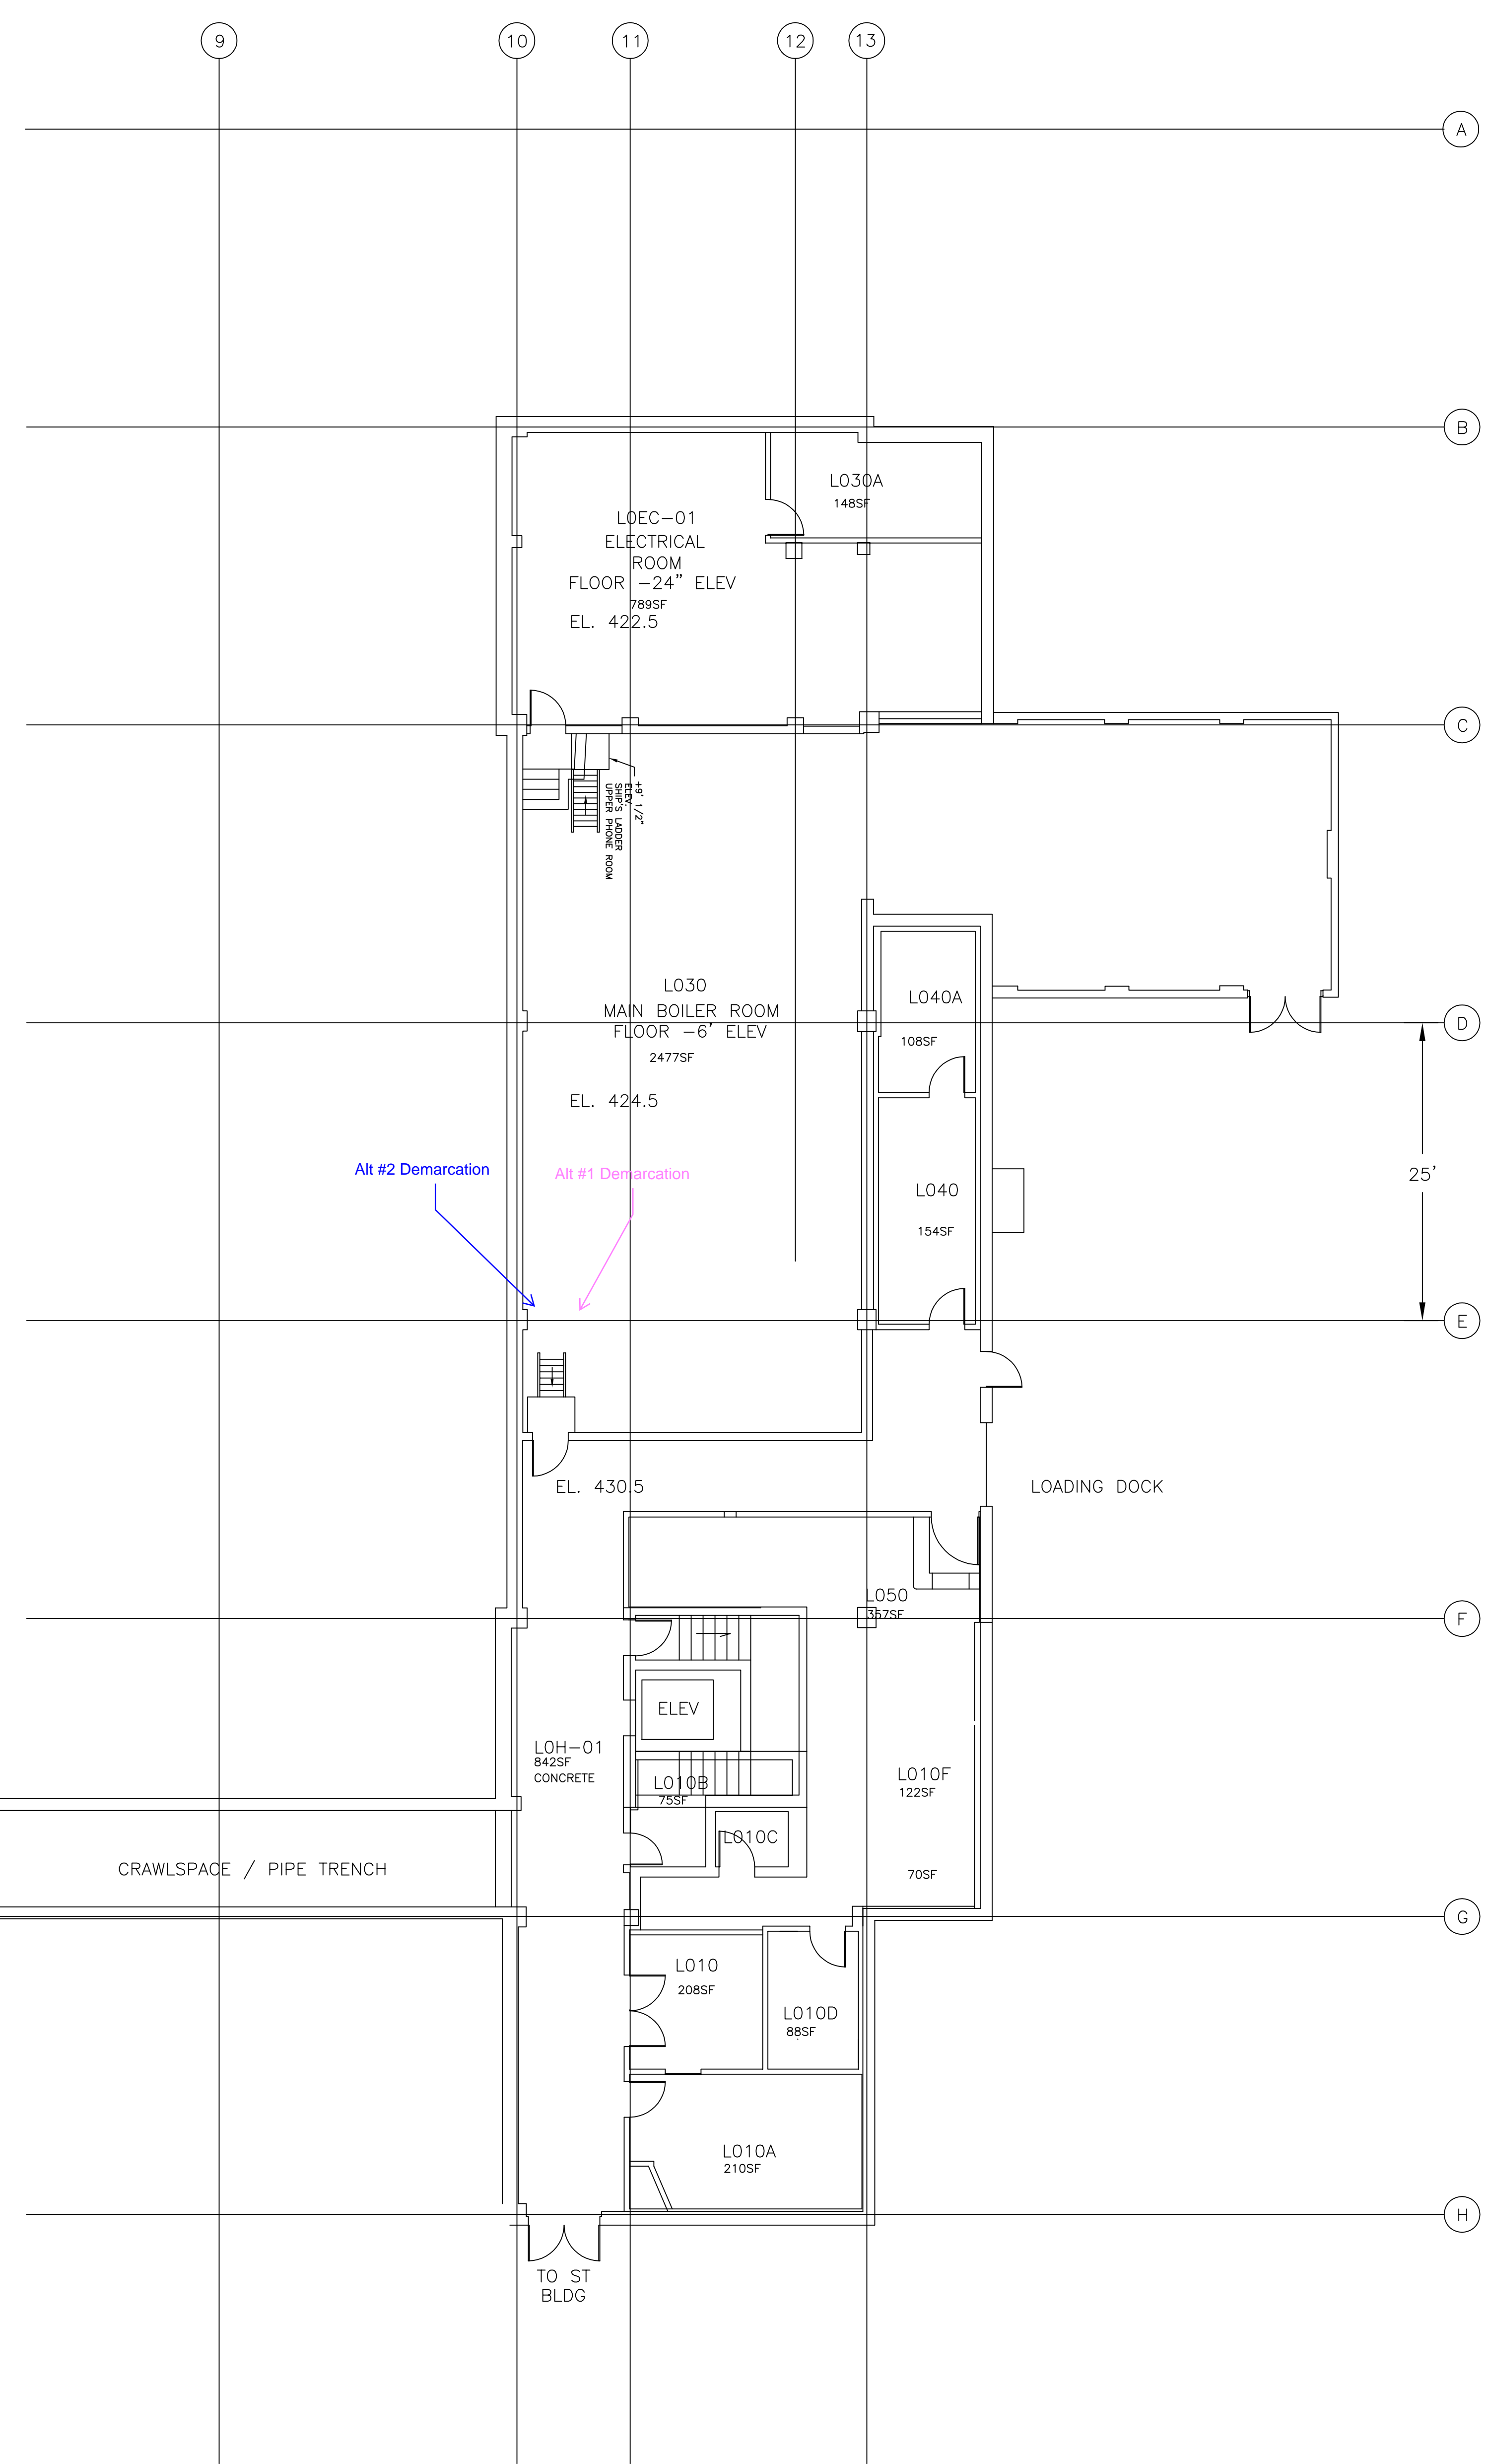 9
10
11
12
13
A
B
L030A
148SF
L0EC-01
ELECTRICAL
ROOM
FLOOR -24" ELEV
789SF
EL. 422.5
C
+9' 1/2"
ELEV.
SHIP'S LADDER
UPPER PHONE ROOM
L030
MAIN BOILER ROOM
FLOOR -6' ELEV
2477SF
L040A
108SF
D
EL. 424.5
Alt #2 Demarcation
Alt #1 Demarcation
L040
154SF
25'
E
EL. 430.5
LOADING DOCK
L050
357SF
F
ELEV
L0H-01
842SF
CONCRETE
L010B
75SF
L010F
122SF
L010C
70SF
CRAWLSPACE / PIPE TRENCH
G
L010
208SF
L010D
88SF
L010A
210SF
H
TO ST
BLDG